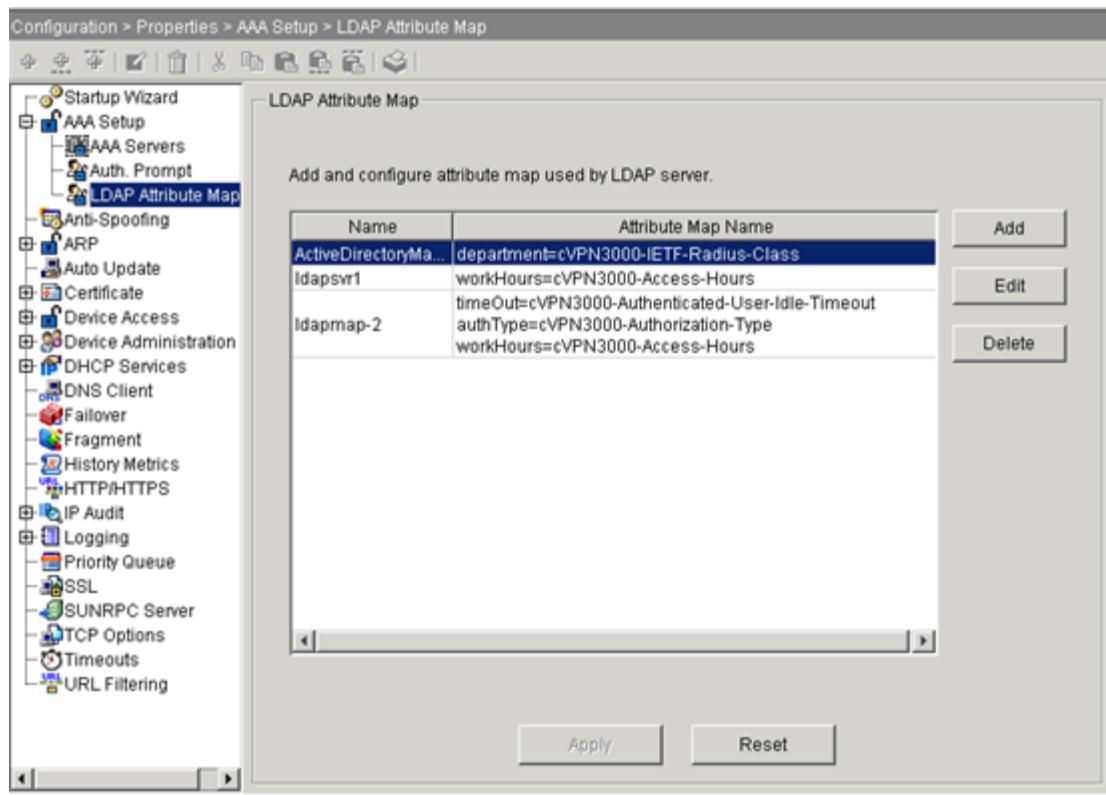 Configuration > Properties > AAA Setup > LDAP Attribute Map
Startup Wizard
AAA Setup
AAA Servers
Auth. Prompt
LDAP Attribute Map
Anti-Spoofing
ARP
Auto Update
Certificate
Device Access
Device Administration
DHCP Services
DNS Client
Failover
Fragment
History Metrics
HTTP/HTTPS
IP Audit
Logging
Priority Queue
SSL
SUNRPC Server
TCP Options
Timeouts
URL Filtering
LDAP Attribute Map
Add and configure attribute map used by LDAP server.
Name Attribute Map Name
ActiveDirectoryMa... department=cVPN3000-IETF-Radius-Class
ldapsvr1 workHours=cVPN3000-Access-Hours
ldapmap-2 timeOut=cVPN3000-Authenticated-User-Idle-Timeout
authType=cVPN3000-Authorization-Type
workHours=cVPN3000-Access-Hours
Add
Edit
Delete
Apply Reset